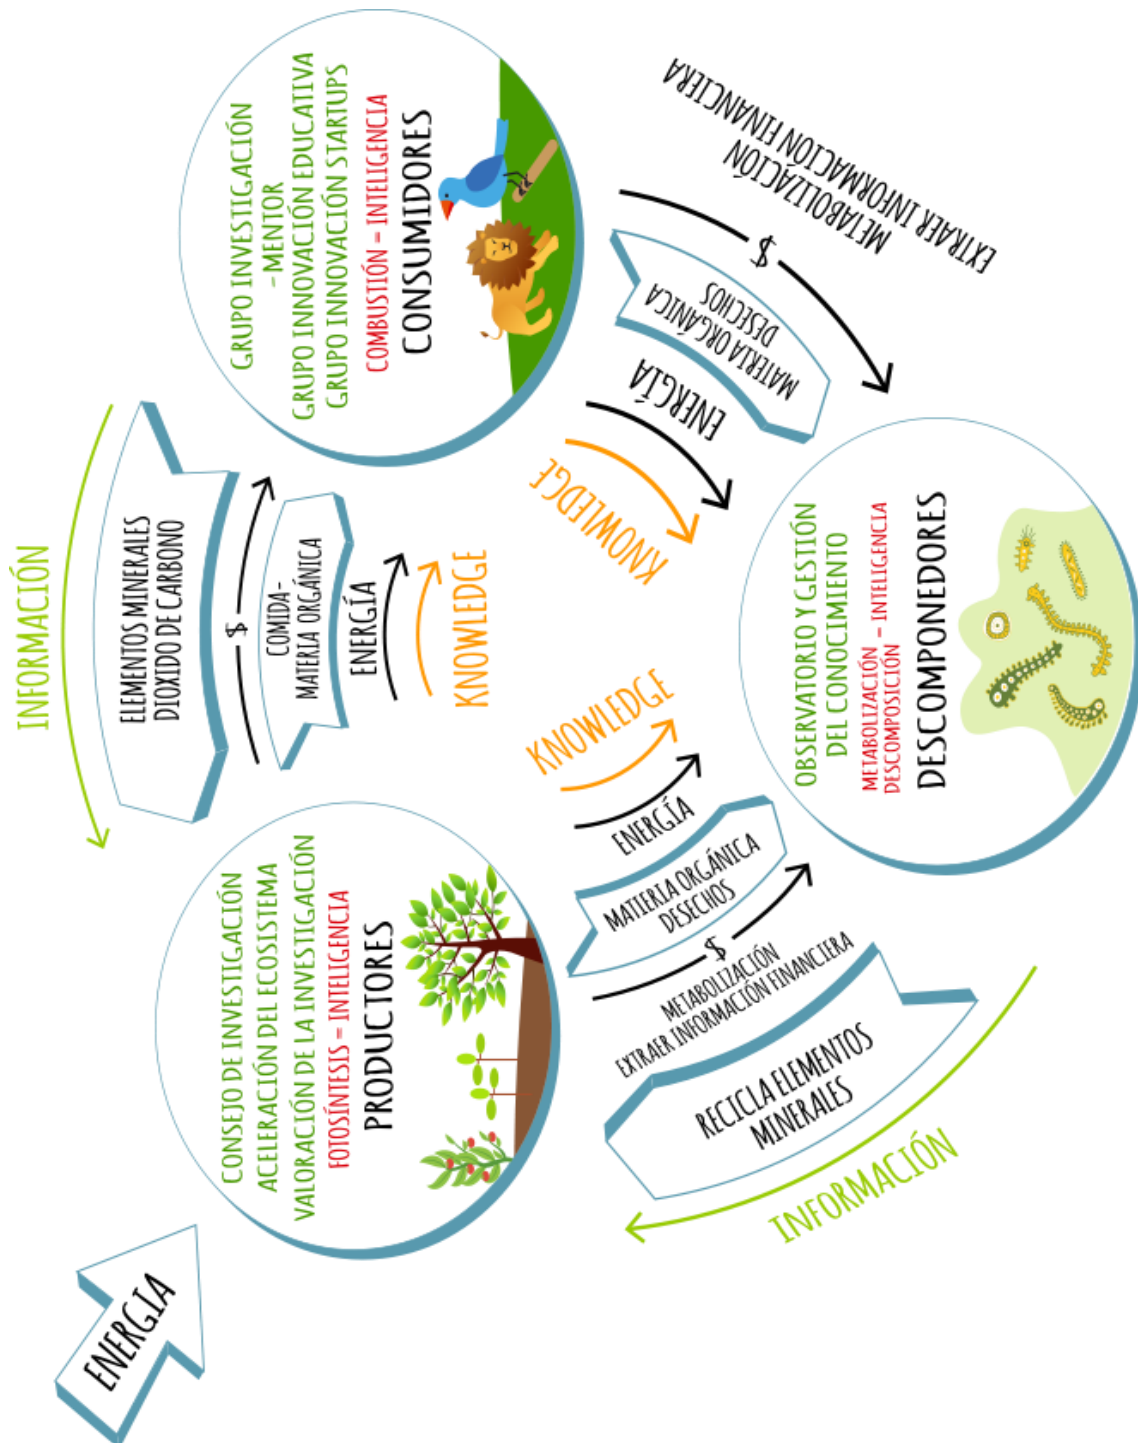 ENERGIA
INFORMACIÓN
ELEMENTOS MINERALES
DIOXIDO DE CARBONO
$
COMIDA-
MATERIA ORGÁNICA
ENERGÍA
KNOWLEDGE
CONSEJO DE INVESTIGACIÓN
ACELERACIÓN DEL ECOSISTEMA
VALORACIÓN DE LA INVESTIGACIÓN
FOTOSÍNTESIS = INTELIGENCIA
PRODUCTORES
GRUPO INVESTIGACIÓN
- MENTOR
GRUPO INNOVACIÓN EDUCATIVA
GRUPO INNOVACIÓN STARTUPS
COMBUSTIÓN = INTELIGENCIA
CONSUMIDORES
KNOWLEDGE
ENERGÍA
MATIERIA ORGÁNICA
DESECHOS
$
METABOLIZACIÓN
EXTRAER INFORMACIÓN FINANCIERA
RECICLA ELEMENTOS
MINERALES
INFORMACIÓN
KNOWLEDGE
ENERGÍA
MATERIA ORGÁNICA
DESECHOS
$
METABOLIZACIÓN
EXTRAER INFORMACIÓN FINANCIERA
OBSERVATORIO Y GESTIÓN
DEL CONOCIMIENTO
METABOLIZACIÓN
DESCOMPOSICIÓN – INTELIGENCIA
DESCOMPONEDORES